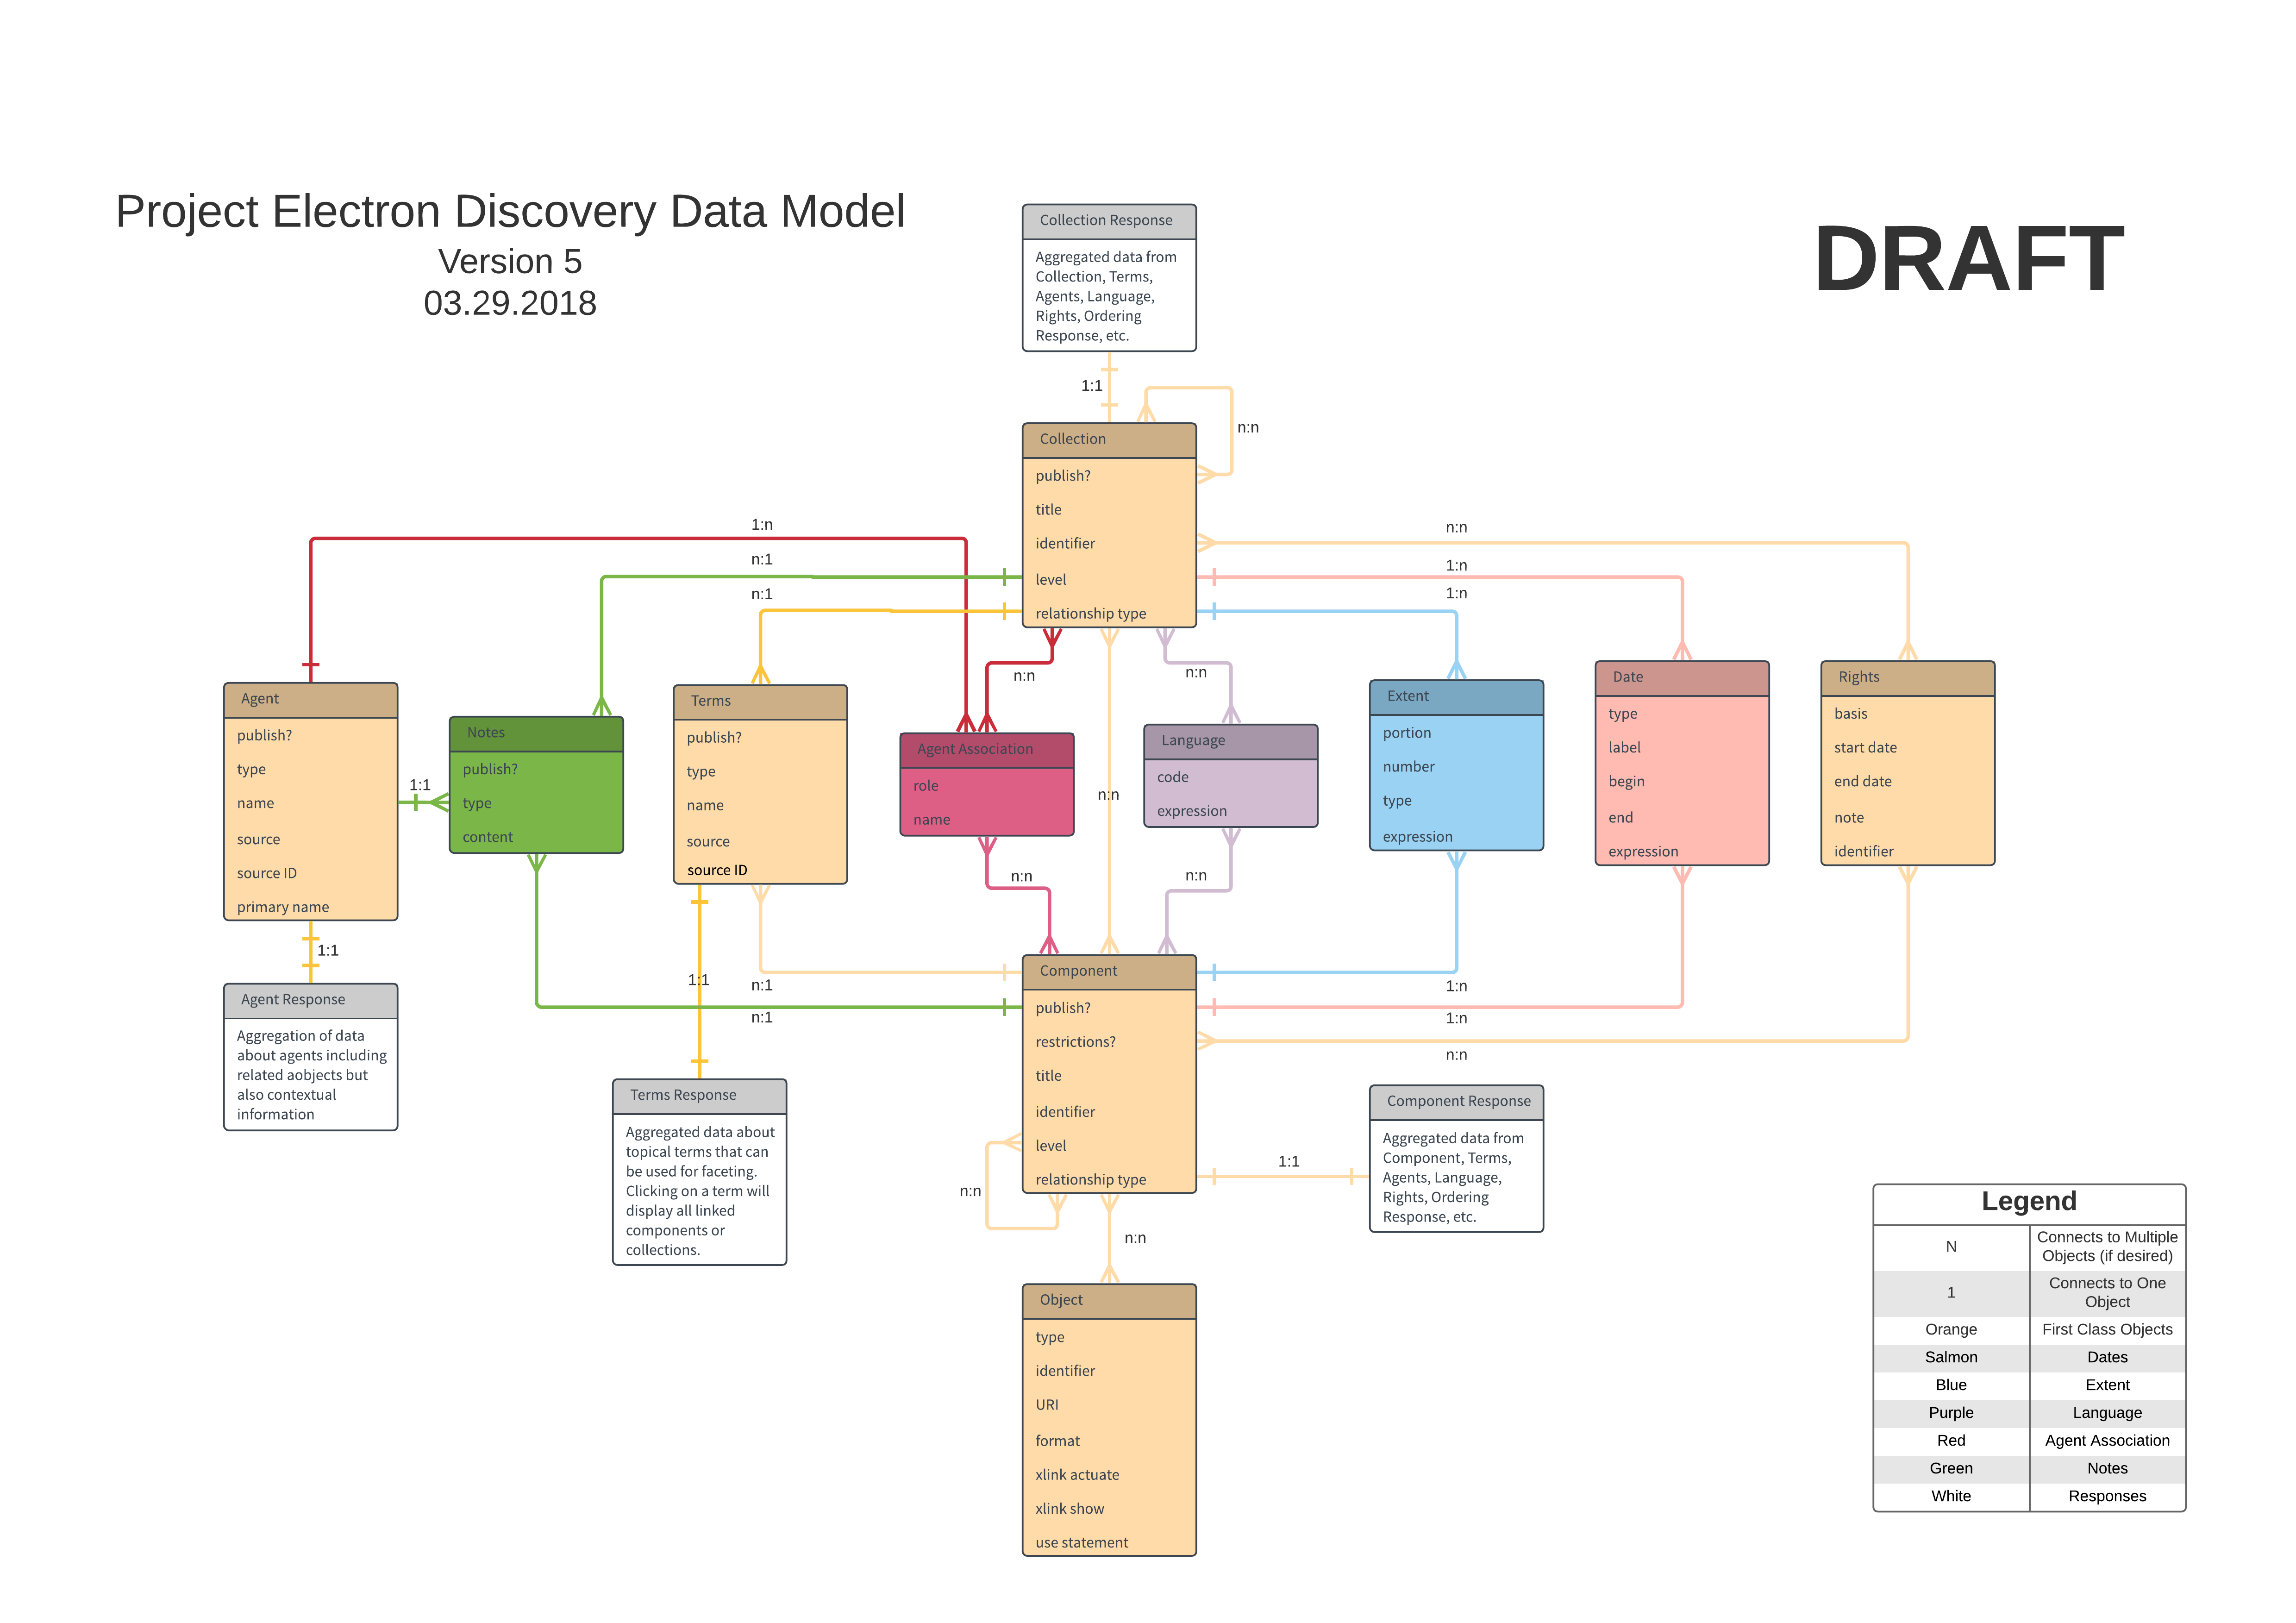 Project Electron Discovery Data Model
Version 5
03.29.2018
DRAFT
Collection Response
Aggregated data from
Collection, Terms,
Agents, Language,
Rights, Ordering
Response, etc.
1:1
n:n
Collection
publish?
title
identifier
level
relationship type
1:n
n:1
n:1
n:n
1:n
1:n
n:n
n:n
Agent
publish?
type
name
source
source ID
primary name
1:1
Notes
publish?
type
content
Terms
publish?
type
name
source
source ID
Agent Association
role
name
n:n
Language
code
expression
Extent
portion
number
type
expression
Date
type
label
begin
end
expression
Rights
basis
start date
end date
note
identifier
n:n
n:n
1:1
Agent Response
Aggregation of data
about agents including
related aobjects but
also contextual
information
1:1
n:1
n:1
1:n
1:n
n:n
Terms Response
Aggregated data about
topical terms that can
be used for faceting.
Clicking on a term will
display all linked
components or
collections.
Component
publish?
restrictions?
title
identifier
level
relationship type
n:n
1:1
Component Response
Aggregated data from
Component, Terms,
Agents, Language,
Rights, Ordering
Response, etc.
n:n
Object
type
identifier
URI
format
xlink actuate
xlink show
use statement
Legend
N Connects to Multiple
Objects (if desired)
1 Connects to One
Object
Orange First Class Objects
Salmon Dates
Blue Extent
Purple Language
Red Agent Association
Green Notes
White Responses